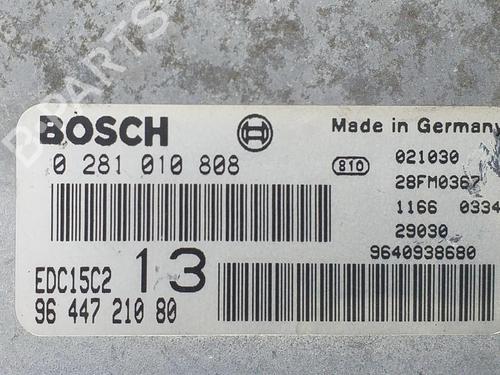 BOSCH
Made in Germany
0 281 010 808
810
021030
28FM0367
1166 0334
29030
9640938680
EDC15C2 13
96 447 210 80
B-PARTS